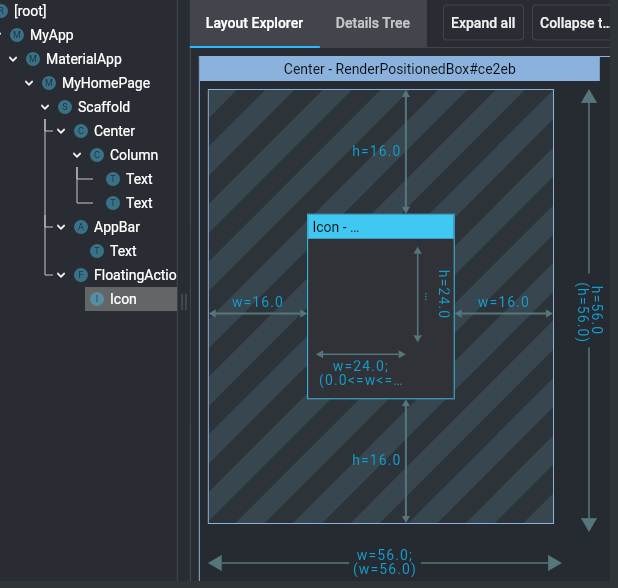 [root]
MyApp
MaterialApp
MyHomePage
Scaffold
Center
Column
Text
Text
AppBar
Text
FloatingActio
Icon
Layout Explorer
Details Tree
Expand all
Collapse t...
Center - RenderPositionedBox#ce2eb
h=16.0
Icon - ...
h=24.0
...
w=16.0
w=16.0
w=24.0;
(0.0<=w<=...
h=16.0
h=56.0
(h=56.0)
w=56.0;
(w=56.0)